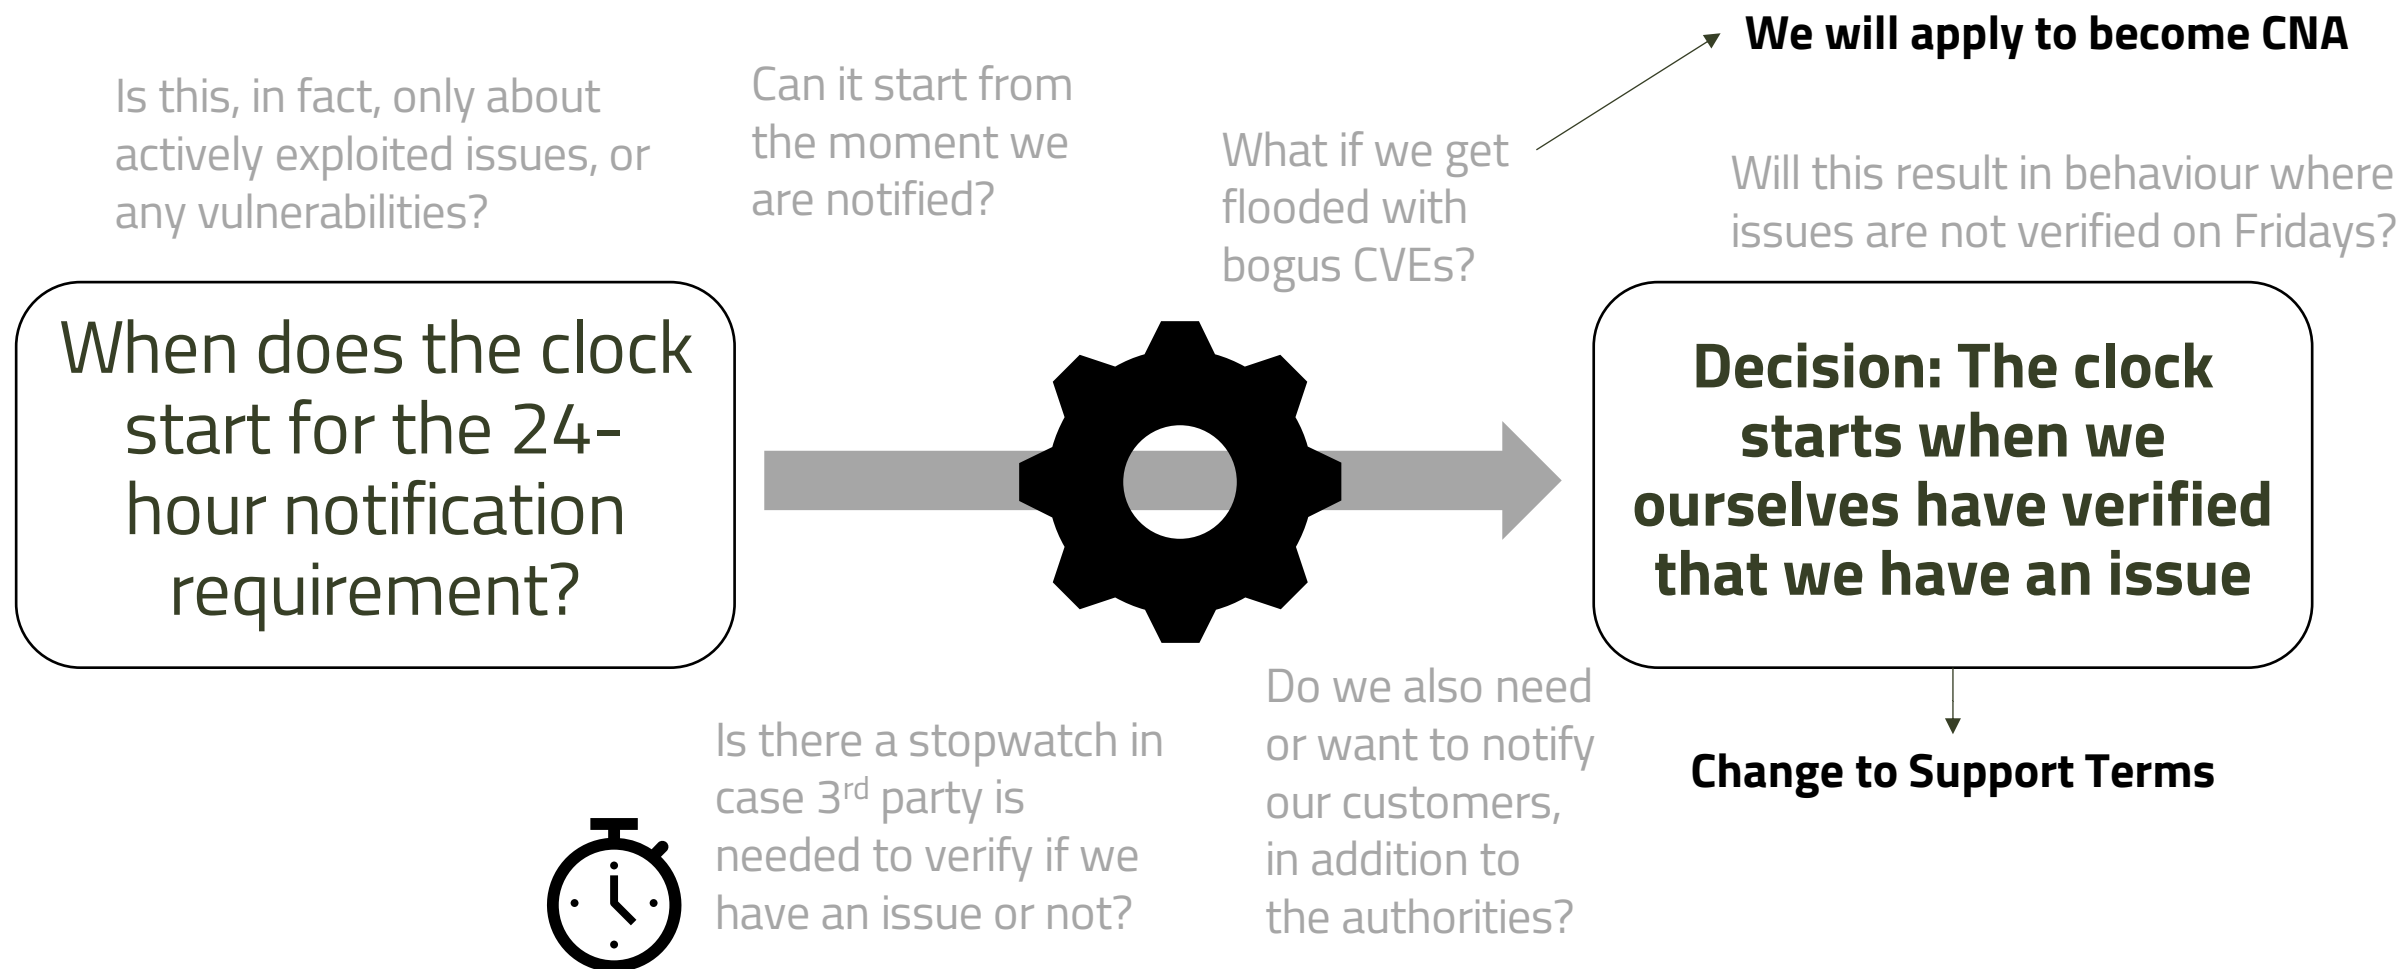 We will apply to become CNA
Is this, in fact, only about
actively exploited issues, or
any vulnerabilities?
Can it start from
the moment we
are notified?
What if we get
flooded with
bogus CVEs?
Will this result in behaviour where
issues are not verified on Fridays?
When does the clock
start for the 24-
hour notification
requirement?
Decision: The clock
starts when we
ourselves have verified
that we have an issue
Is there a stopwatch in
case 3rd party is
needed to verify if we
have an issue or not?
Do we also need
or want to notify
our customers,
in addition to
the authorities?
Change to Support Terms